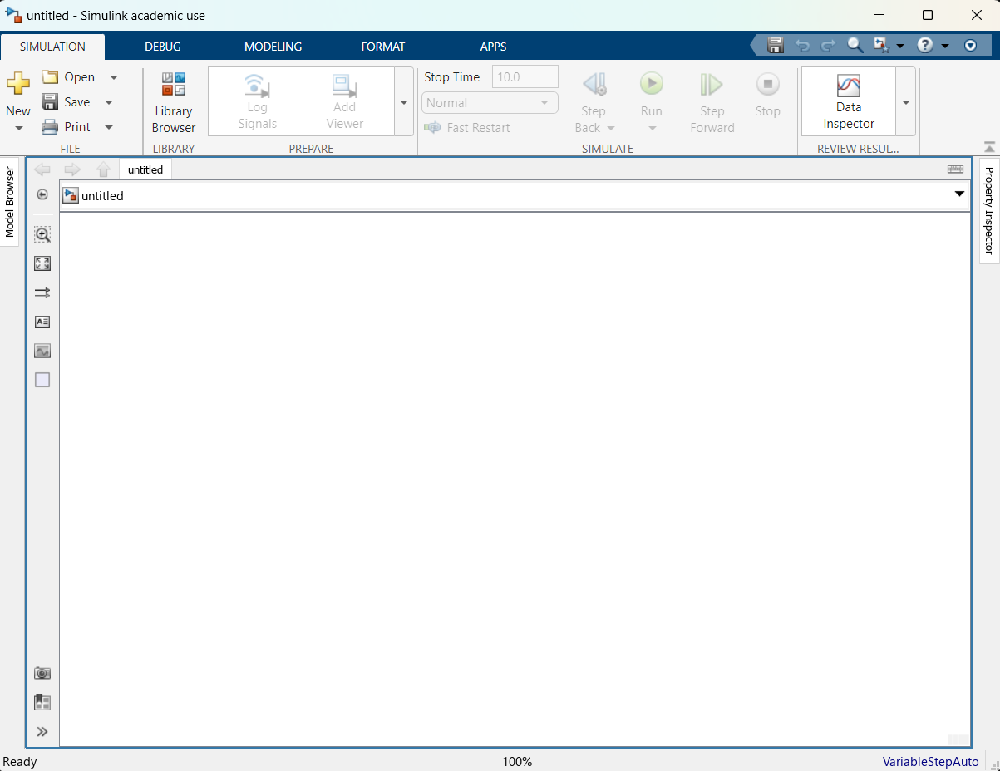 untitled - Simulink academic use
SIMULATION DEBUG MODELING FORMAT APPS
New
Open
Save
Print
FILE
Library
Browser
LIBRARY
Log
Signals
Add
Viewer
PREPARE
Stop Time 10.0
Normal
Fast Restart
Step
Back
Run
Step
Forward
Stop
SIMULATE
Data
Inspector
REVIEW RESUL...
Model Browser
untitled
untitled
Property Inspector
Ready 100% VariableStepAuto